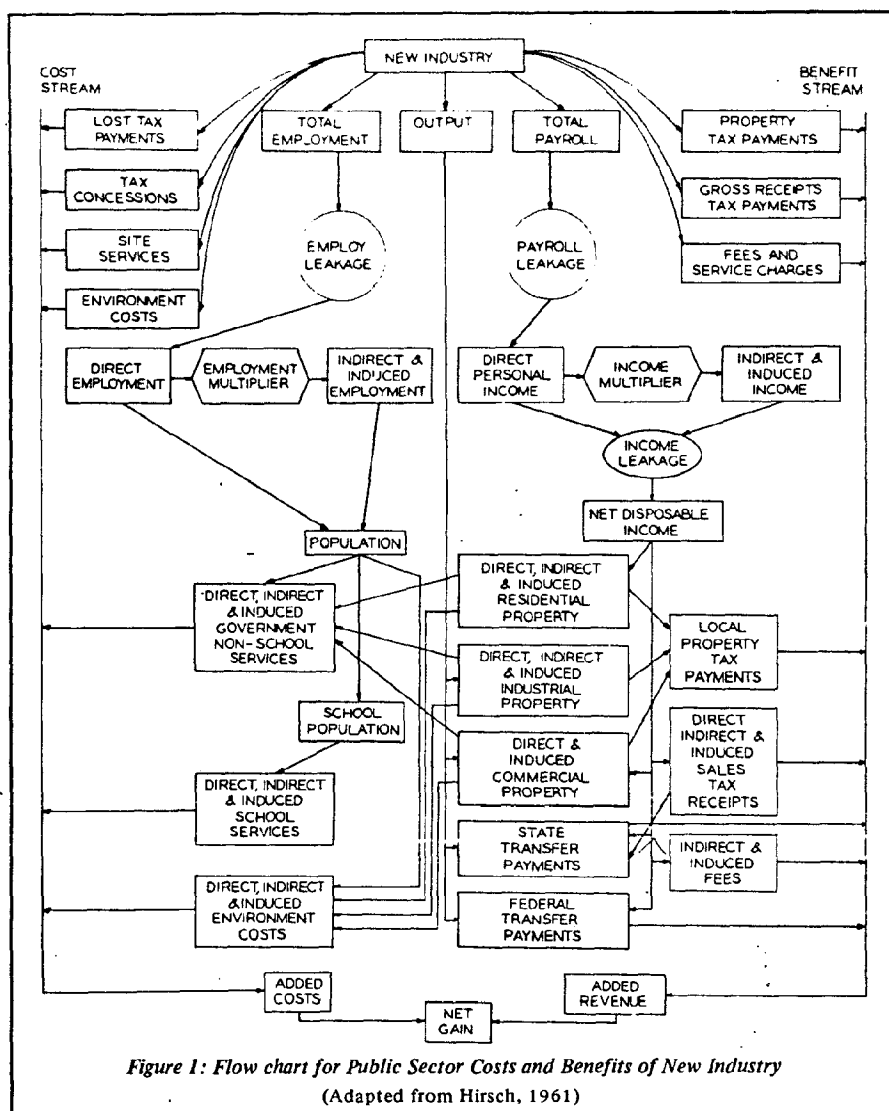 NEW INDUSTRY
COST
STREAM
BENEFIT
STREAM
LOST TAX
PAYMENTS
TOTAL
EMPLOYMENT
OUTPUT
TOTAL
PAYROLL
PROPERTY
TAX PAYMENTS
TAX
CONCESSIONS
GROSS RECEIPTS
TAX PAYMENTS
SITE
SERVICES
EMPLOY
LEAKAGE
PAYROLL
LEAKAGE
FEES AND
SERVICE CHARGES
ENVIRONMENT
COSTS
DIRECT
EMPLOYMENT
EMPLOYMENT
MULTIPLIER
INDIRECT &
INDUCED
EMPLOYMENT
DIRECT
PERSONAL
INCOME
INCOME
MULTIPLIER
INDIRECT &
INDUCED
INCOME
INCOME
LEAKAGE
NET DISPOSABLE
INCOME
POPULATION
DIRECT, INDIRECT
& INDUCED
GOVERNMENT
NON-SCHOOL
SERVICES
DIRECT, INDIRECT
& INDUCED
RESIDENTIAL
PROPERTY
LOCAL
PROPERTY
TAX
PAYMENTS
DIRECT, INDIRECT
& INDUCED
INDUSTRIAL
PROPERTY
SCHOOL
POPULATION
DIRECT &
INDUCED
COMMERCIAL
PROPERTY
DIRECT
INDIRECT &
INDUCED
SALES
TAX
RECEIPTS
DIRECT, INDIRECT
& INDUCED
SCHOOL
SERVICES
STATE
TRANSFER
PAYMENTS
INDIRECT &
INDUCED
FEES
DIRECT, INDIRECT
& INDUCED
ENVIRONMENT
COSTS
FEDERAL
TRANSFER
PAYMENTS
ADDED
COSTS
NET
GAIN
ADDED
REVENUE
Figure 1: Flow chart for Public Sector Costs and Benefits of New Industry
(Adapted from Hirsch, 1961)